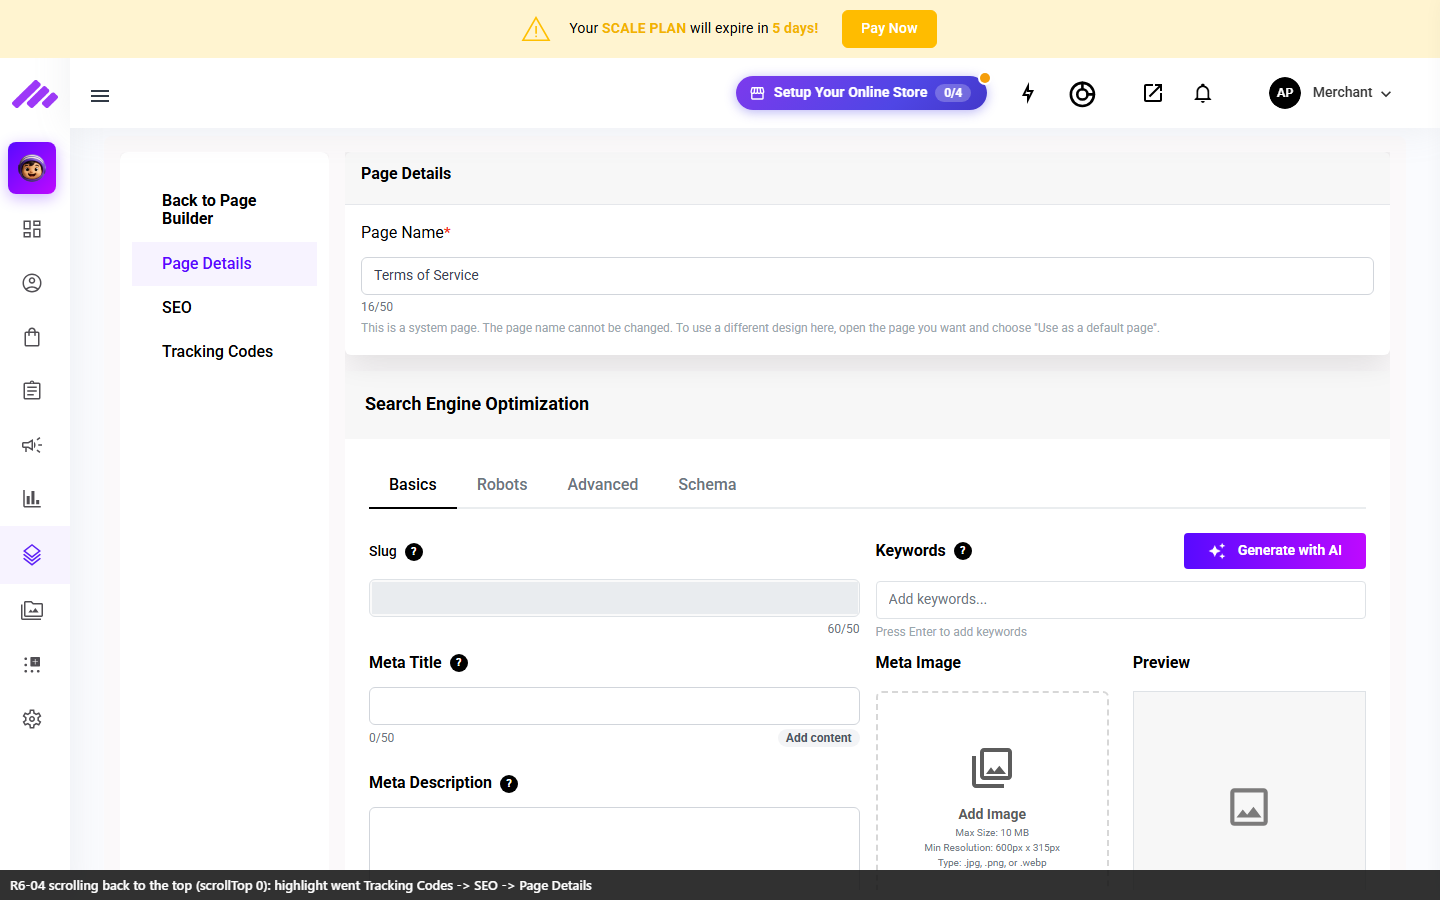 Your SCALE PLAN will expire in 5 days!
Pay Now
Setup Your Online Store 0/4
AP
Merchant
Back to Page
Builder
Page Details
SEO
Tracking Codes
Page Details
Page Name*
Terms of Service
16/50
This is a system page. The page name cannot be changed. To use a different design here, open the page you want and choose "Use as a default page".
Search Engine Optimization
Basics
Robots
Advanced
Schema
Slug ?
60/50
Keywords ?
Generate with AI
Add keywords...
Press Enter to add keywords
Meta Title ?
0/50
Add content
Meta Image
Preview
Add Image
Max Size: 10 MB
Min Resolution: 600px x 315px
Type: .jpg, .png, or .webp
Meta Description ?
R6-04 scrolling back to the top (scrollTop 0): highlight went Tracking Codes -> SEO -> Page Details